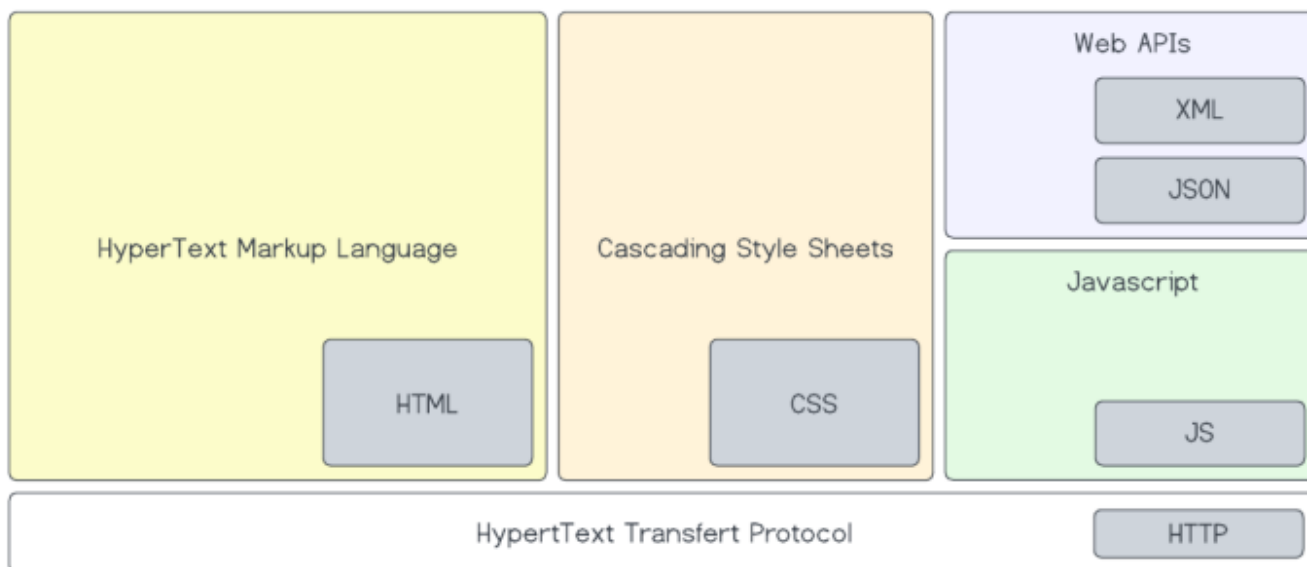 Web APIs
XML
JSON
HyperText Markup Language
Cascading Style Sheets
Javascript
HTML
CSS
JS
HypertText Transfert Protocol
HTTP